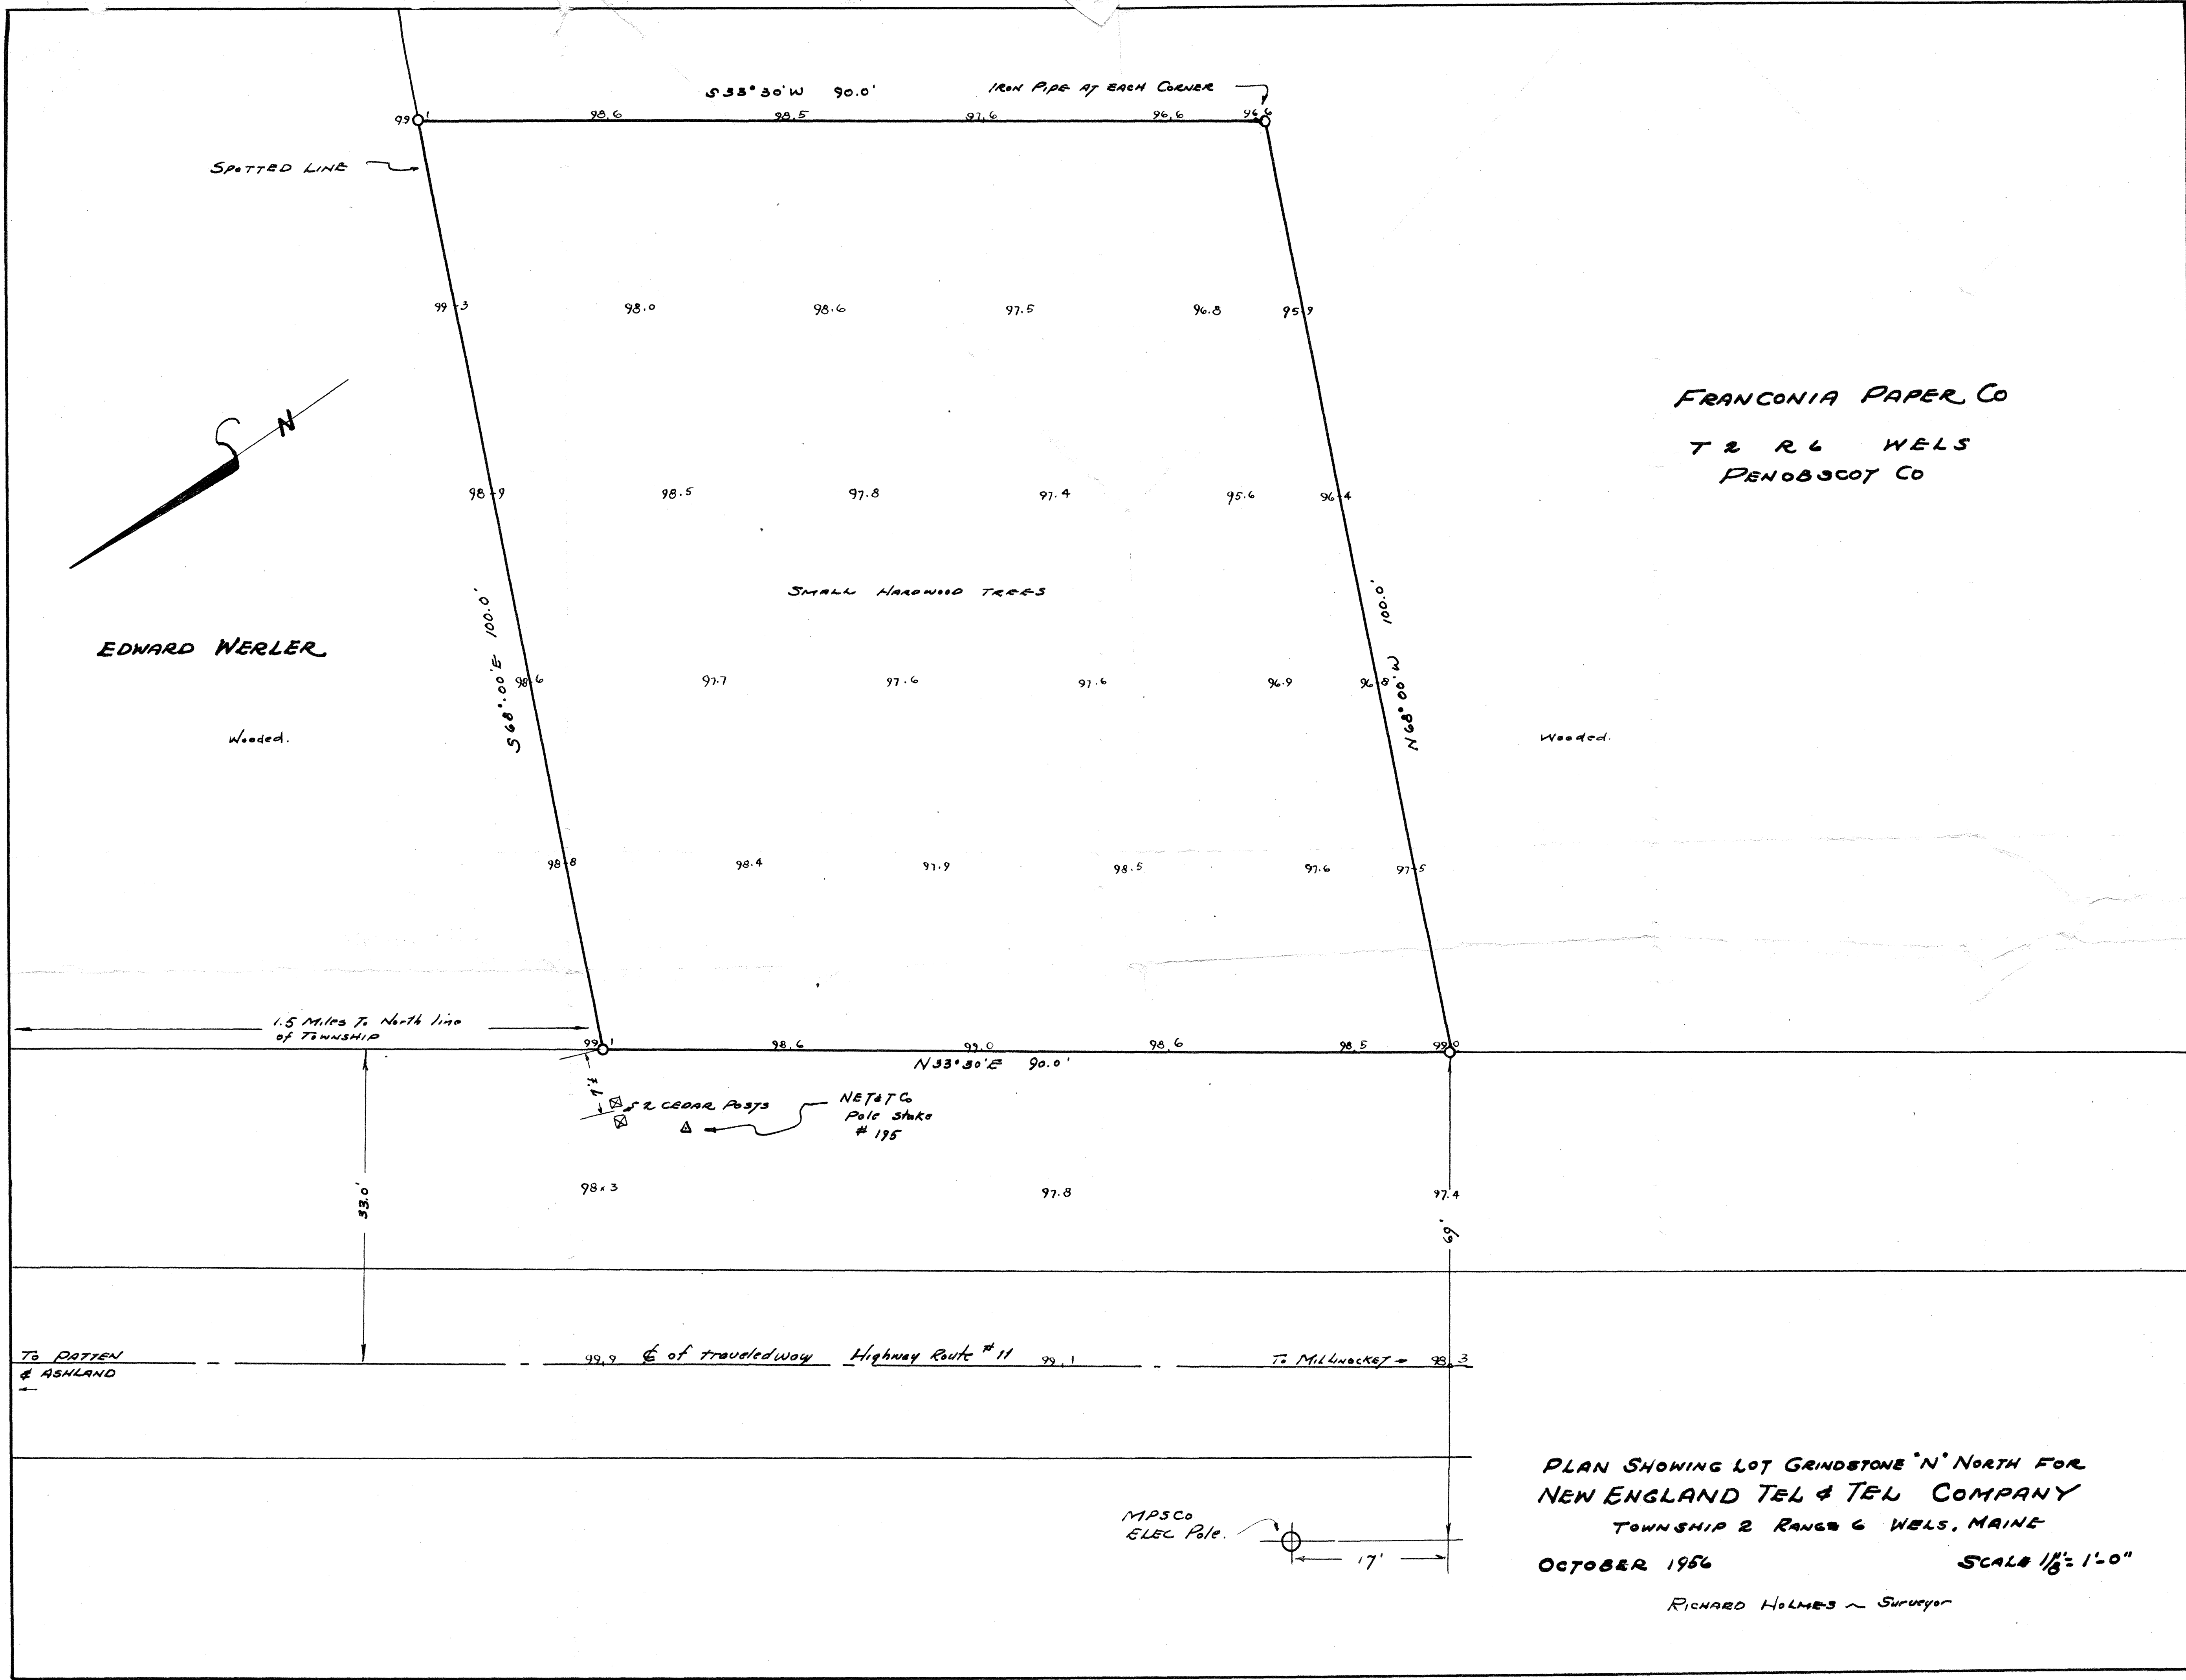 S 33° 30' W 90.0'
IRON PIPE AT EACH CORNER
99.1 98.6 98.5 97.6 96.6 96.6
SPOTTED LINE
99.3 98.0 98.6 97.5 96.8 95.9
FRANCONIA PAPER CO
T 2 R 6 WELS
PENOBSCOT CO
N
98.9 98.5 97.8 97.4 95.6 96.4
SMALL HARDWOOD TREES
S 68°.00' E 100.0'
N 68° 00' W 100.0'
EDWARD WERLER
98.6 97.7 97.6 97.6 96.9 96.8
Wooded.
Wooded.
98.8 98.4 97.9 98.5 97.6 97.5
1.5 Miles To North line
of TOWNSHIP
99.1 98.6 99.0 98.6 98.5 99.0
N 33° 30' E 90.0'
2 CEDAR POSTS
NET&T Co
Pole Stake
# 195
98x3 97.8 97.4
33.0'
69'
TO PATTEN
& ASHLAND
99.9 ℄ of traveled way Highway Route #11 99.1
To MILLINOCKET 98.3
MPSCo
ELEC Pole.
17'
PLAN SHOWING LOT GRINDSTONE "N" NORTH FOR
NEW ENGLAND TEL & TEL COMPANY
TOWNSHIP 2 RANGE 6 WELS, MAINE
OCTOBER 1956 SCALE 1/8" = 1'-0"
RICHARD HOLMES ~ Surveyor